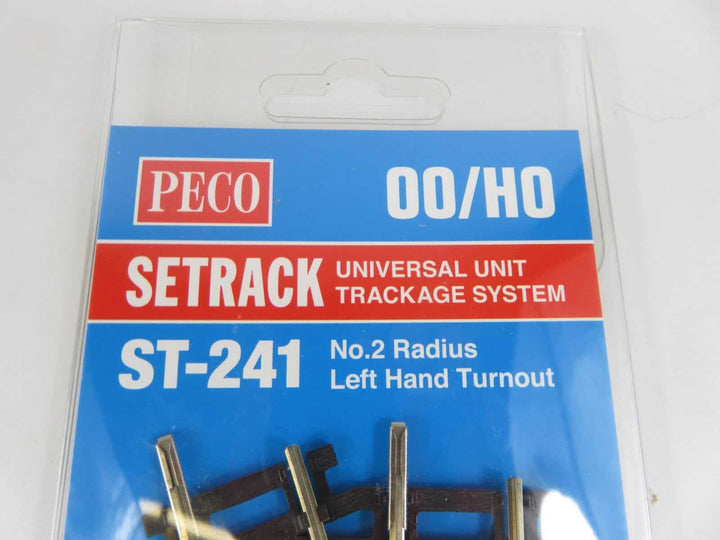 PECO
OO/HO
SETRACK UNIVERSAL UNIT
TRACKAGE SYSTEM
ST-241 No.2 Radius
Left Hand Turnout